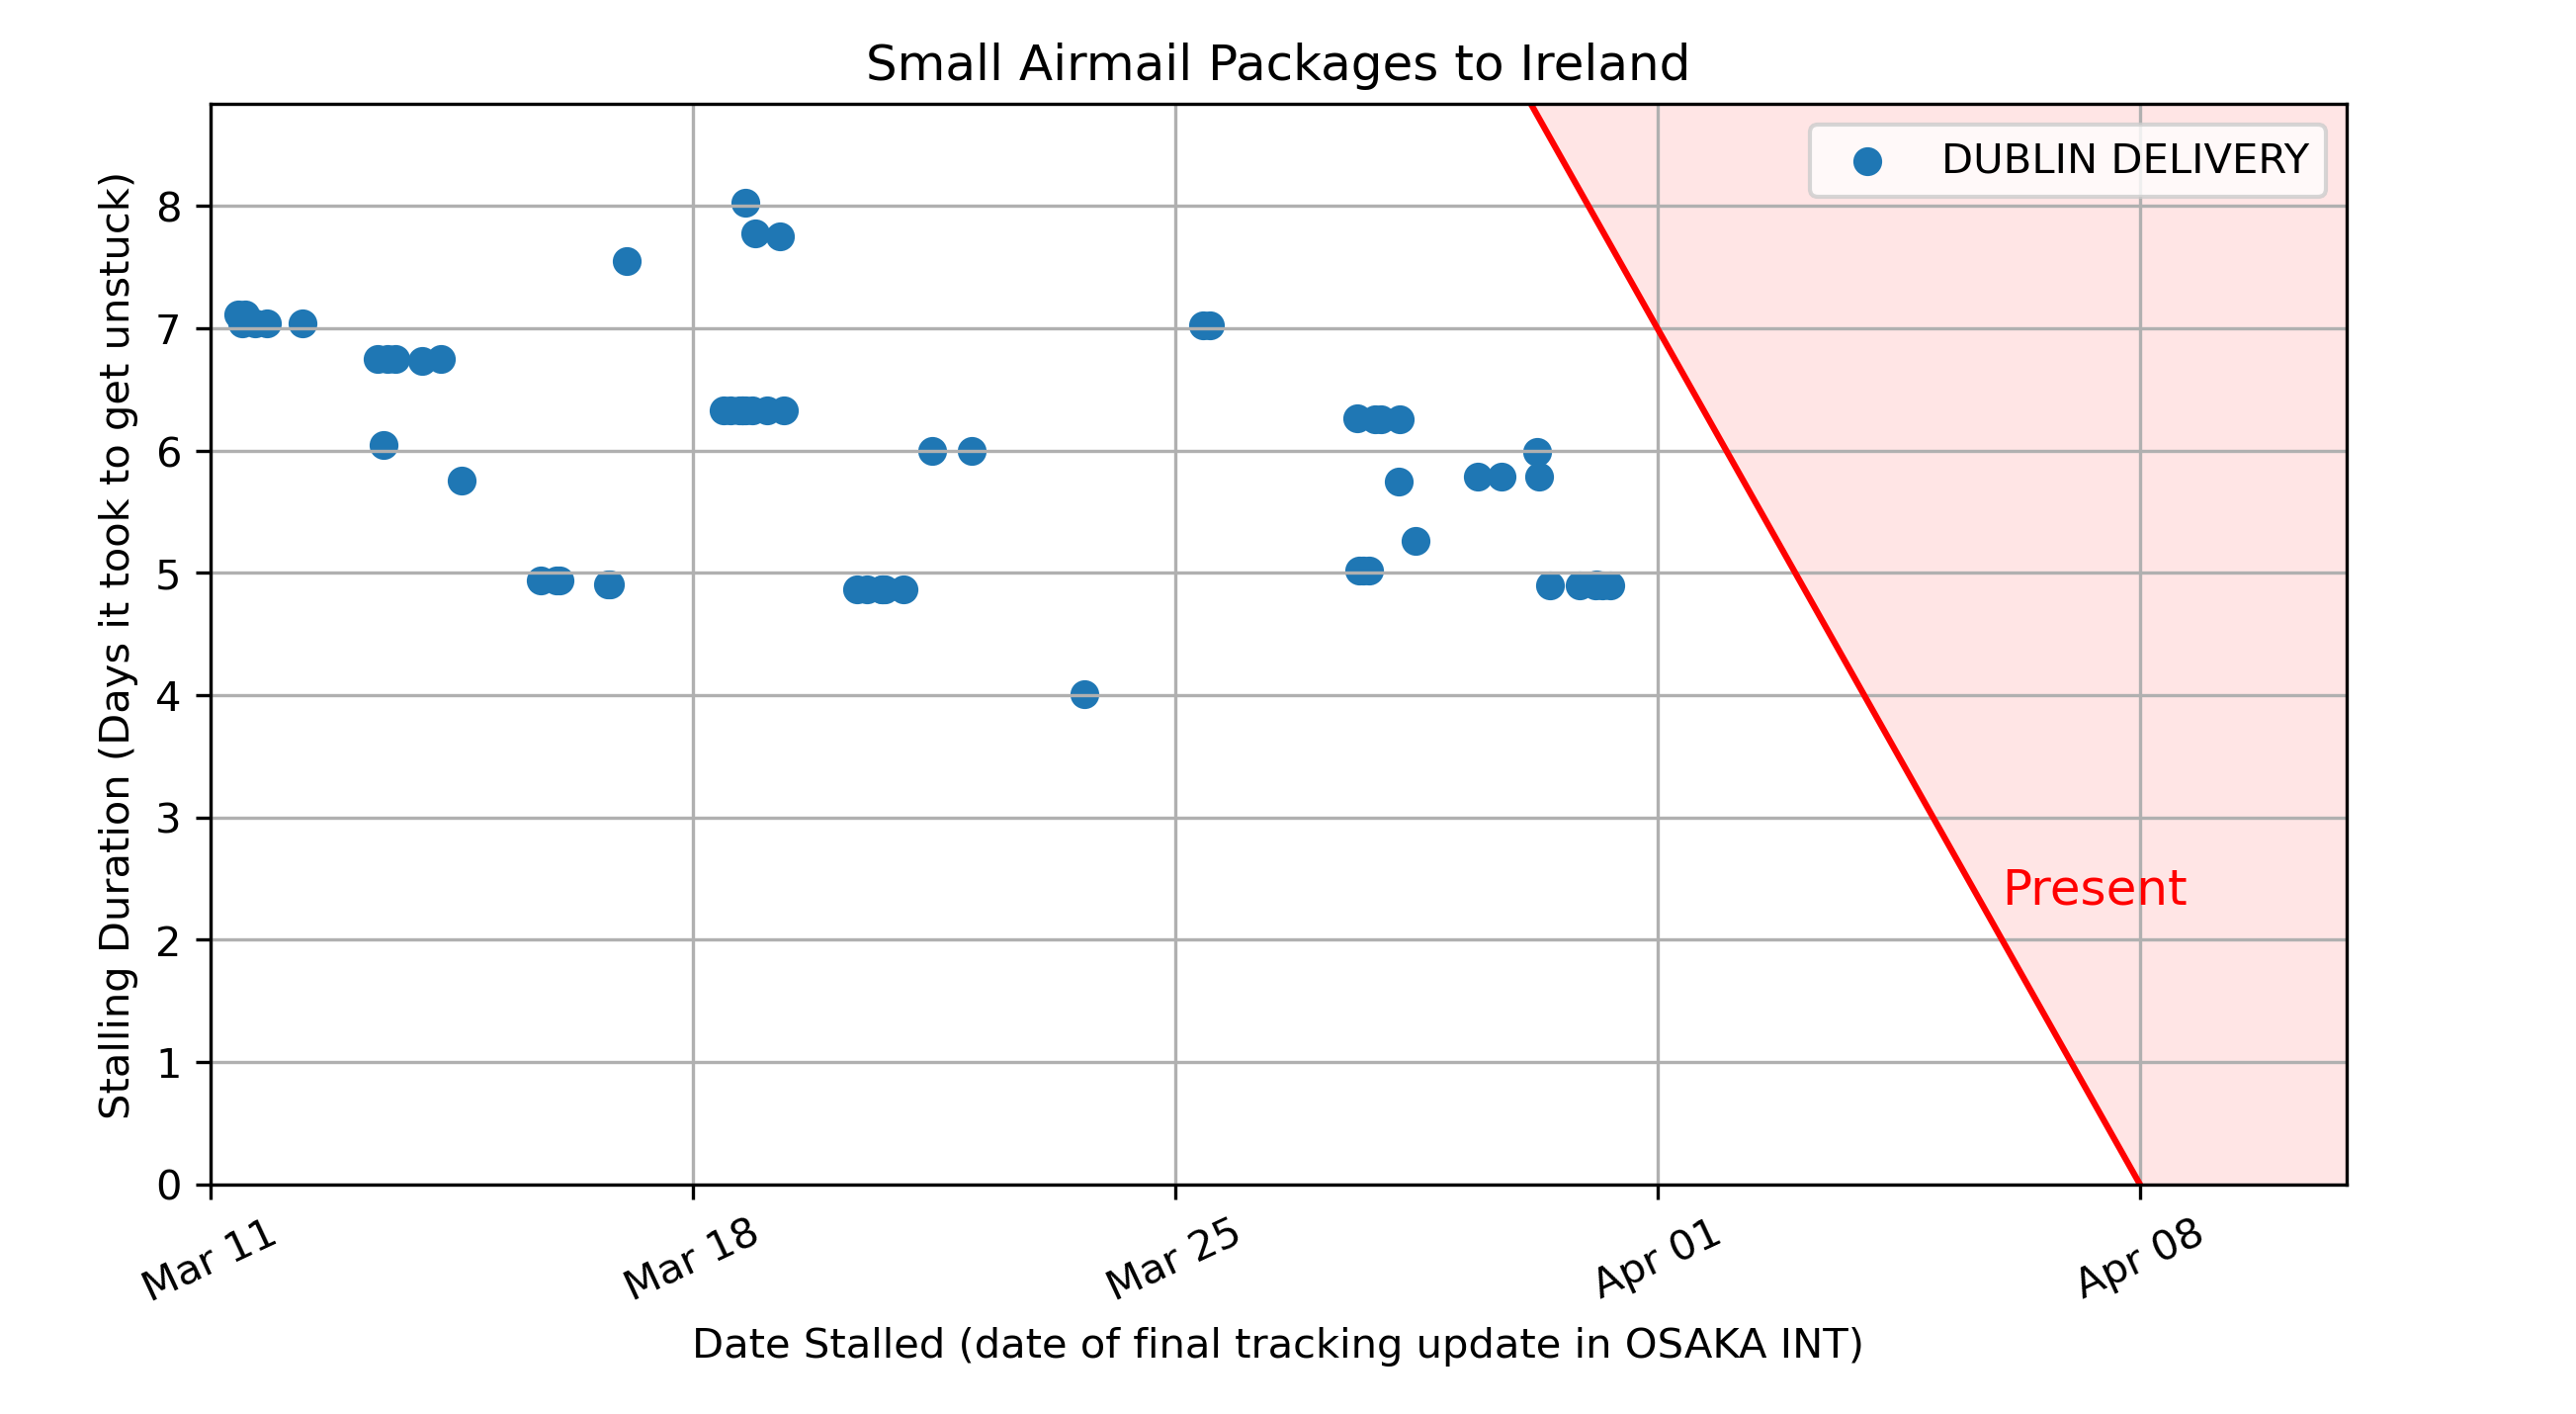 Small Airmail Packages to Ireland
DUBLIN DELIVERY
Stalling Duration (Days it took to get unstuck)
8
7
6
5
4
3
2
1
0
Present
Mar 11
Mar 18
Mar 25
Apr 01
Apr 08
Date Stalled (date of final tracking update in OSAKA INT)